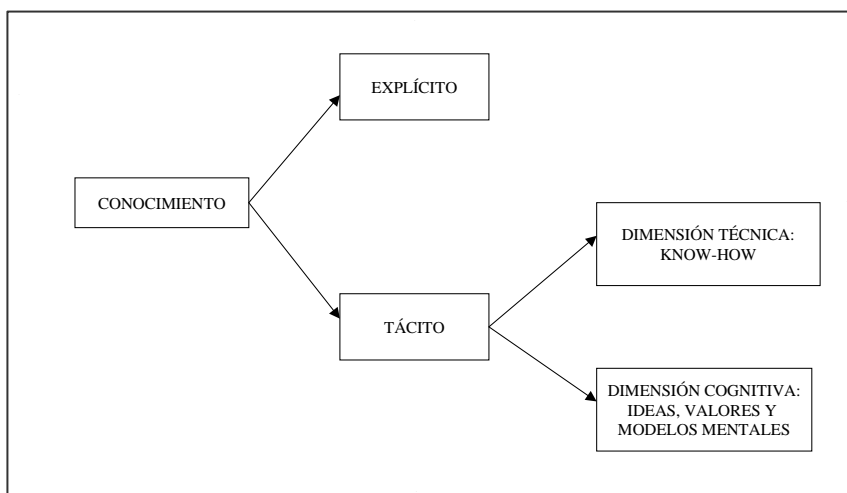 EXPLÍCITO
CONOCIMIENTO
TÁCITO
DIMENSIÓN TÉCNICA:
KNOW-HOW
DIMENSIÓN COGNITIVA:
IDEAS, VALORES Y
MODELOS MENTALES